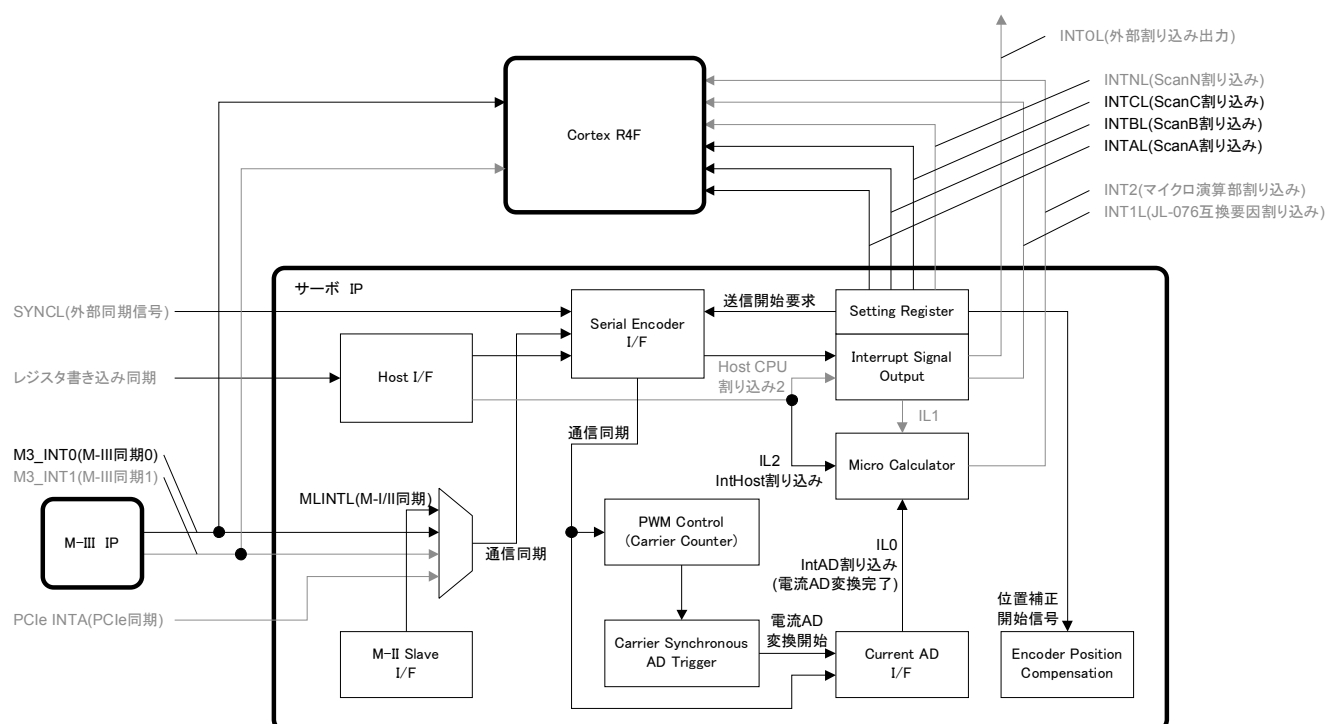 INT0L(外部割り込み出力)
INTNL(ScanN割り込み)
INTCL(ScanC割り込み)
INTBL(ScanB割り込み)
INTAL(ScanA割り込み)
Cortex R4F
INT2(マイクロ演算部割り込み)
INT1L(JL-076互換要因割り込み)
サーボ IP
SYNCL(外部同期信号)
Serial Encoder
I/F
送信開始要求
Setting Register
Host I/F
Interrupt Signal
Output
レジスタ書き込み同期
Host CPU
割り込み2
IL1
通信同期
M3_INT0(M-III同期0)
M3_INT1(M-III同期1)
IL2
IntHost割り込み
Micro Calculator
MLINTL(M-I/II同期)
M-III IP
通信同期
PWM Control
(Carrier Counter)
IL0
IntAD割り込み
(電流AD変換完了)
PCIe INTA(PCIe同期)
位置補正
開始信号
電流AD
変換開始
M-II Slave
I/F
Carrier Synchronous
AD Trigger
Current AD
I/F
Encoder Position
Compensation